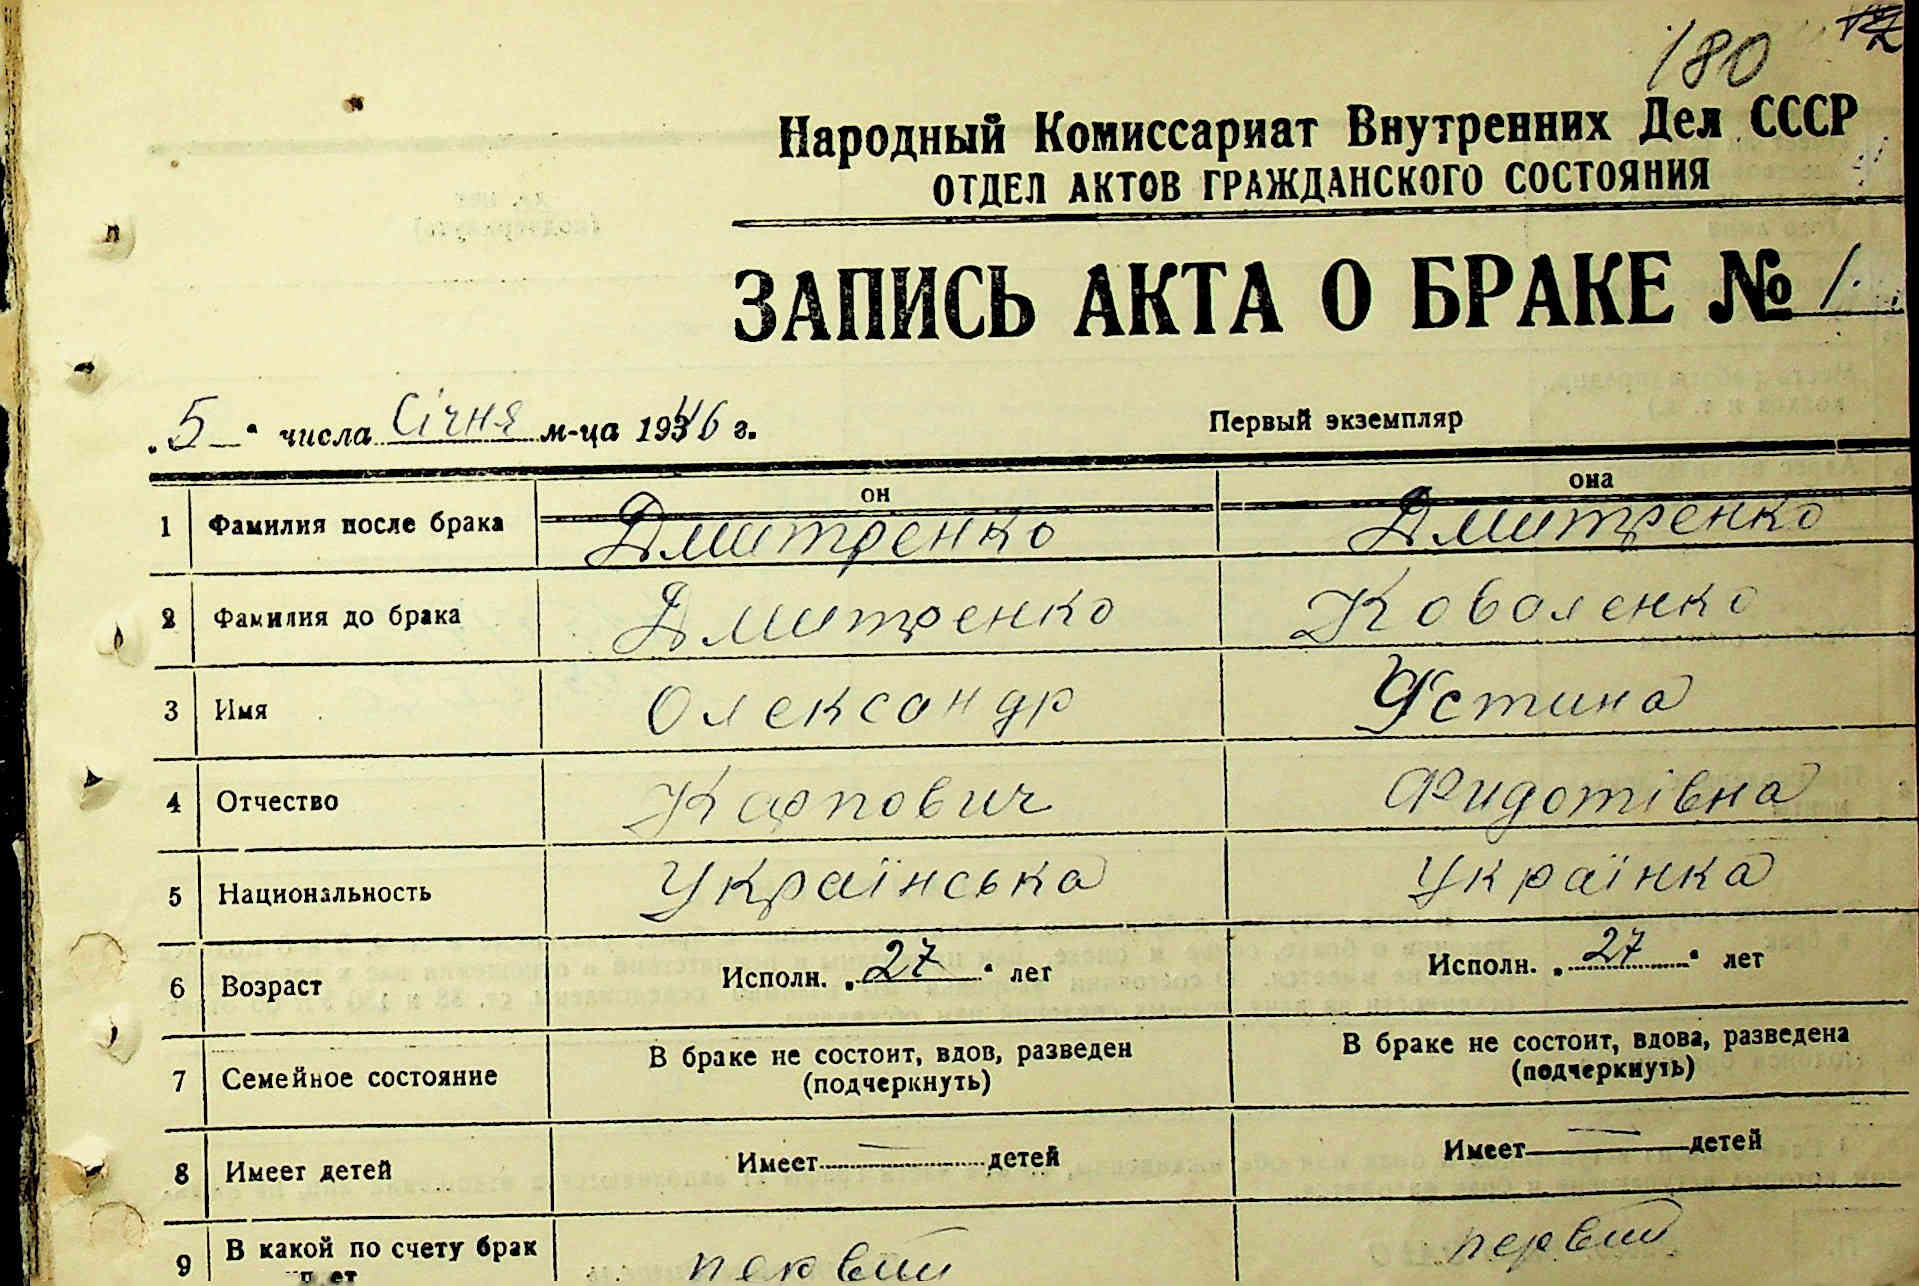 180
Народный Комиссариат Внутренних Дел СССР
ОТДЕЛ АКТОВ ГРАЖДАНСКОГО СОСТОЯНИЯ
ЗАПИСЬ АКТА О БРАКЕ № 1.
„5" числа Січня м-ца 1946 г. Первый экземпляр
он она
1 Фамилия после брака Дмитренко Дмитренко
2 Фамилия до брака Дмитренко Коваленко
3 Имя Олександр Устина
4 Отчество Карпович Фидотівна
5 Национальность Українська Українка
6 Возраст Исполн. „27" лет Исполн. „27" лет
7 Семейное состояние В браке не состоит, вдов, разведен (подчеркнуть) В браке не состоит, вдова, разведена (подчеркнуть)
8 Имеет детей Имеет — детей Имеет — детей
9 В какой по счету брак первий первий